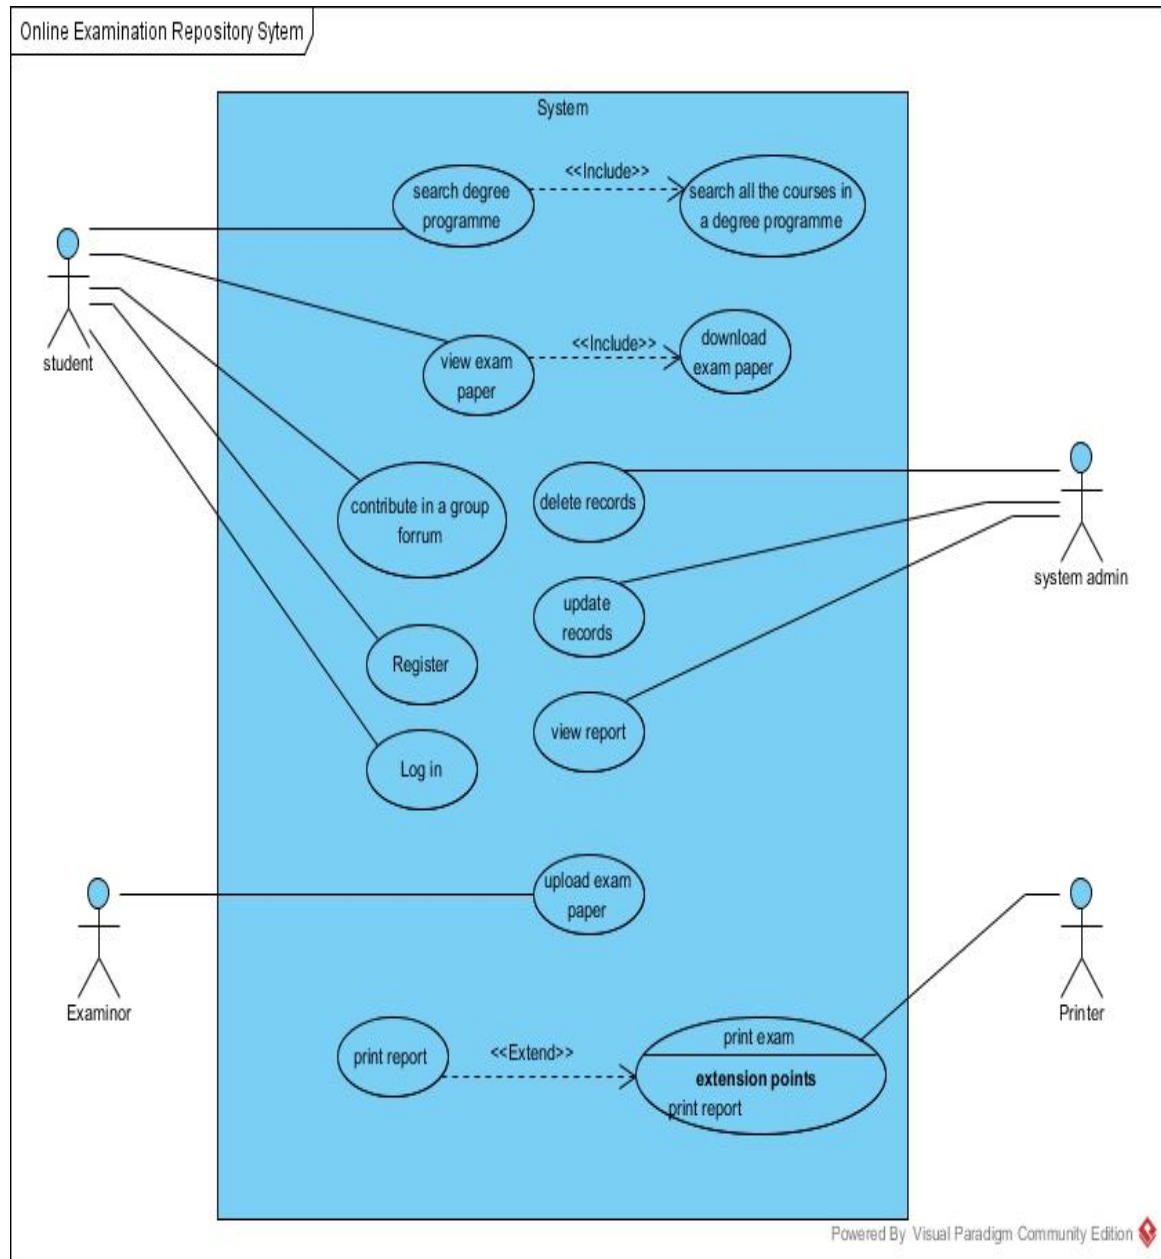 Online Examination Repository Sytem
System
search degree
programme
<<Include>>
search all the courses in
a degree programme
student
view exam
paper
<<Include>>
download
exam paper
contribute in a group
forrum
delete records
system admin
update
records
Register
view report
Log in
upload exam
paper
Examinor
Printer
print report
<<Extend>>
print exam
extension points
print report
Powered By Visual Paradigm Community Edition